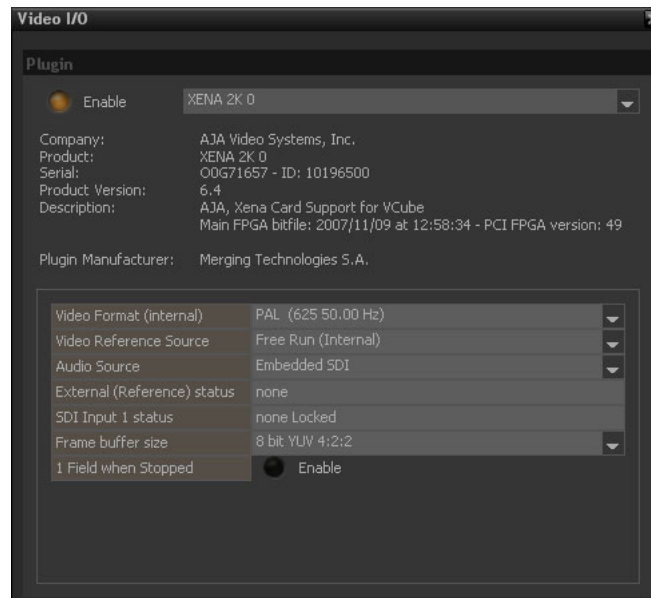 Video I/O
Plugin
Enable XENA 2K 0
Company: AJA Video Systems, Inc.
Product: XENA 2K 0
Serial: O0G71657 - ID: 10196500
Product Version: 6.4
Description: AJA, Xena Card Support for VCube
Main FPGA bitfile: 2007/11/09 at 12:58:34 - PCI FPGA version: 49
Plugin Manufacturer: Merging Technologies S.A.
Video Format (internal) PAL (625 50.00 Hz)
Video Reference Source Free Run (Internal)
Audio Source Embedded SDI
External (Reference) status none
SDI Input 1 status none Locked
Frame buffer size 8 bit YUV 4:2:2
1 Field when Stopped Enable